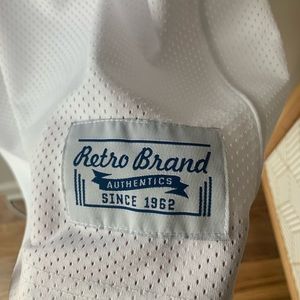 Retro Brand
AUTHENTICS
SINCE 1962